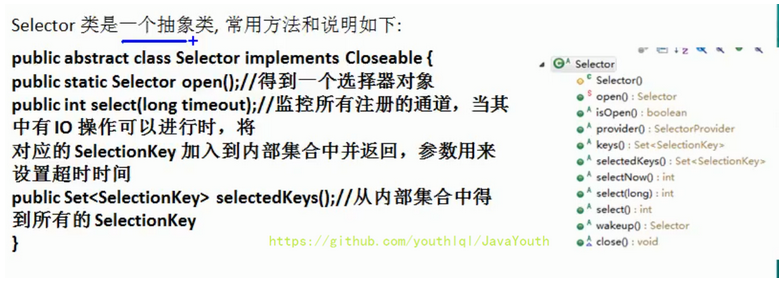 Selector 类是一个抽象类, 常用方法和说明如下:
public abstract class Selector implements Closeable {
public static Selector open();//得到一个选择器对象
public int select(long timeout);//监控所有注册的通道，当其
中有 IO 操作可以进行时，将
对应的 SelectionKey 加入到内部集合中并返回，参数用来
设置超时时间
public Set<SelectionKey> selectedKeys();//从内部集合中得
到所有的 SelectionKey
}
https://github.com/youthlql/JavaYouth
Selector
Selector()
open() : Selector
isOpen() : boolean
provider() : SelectorProvider
keys() : Set<SelectionKey>
selectedKeys() : Set<SelectionKey>
selectNow() : int
select(long) : int
select() : int
wakeup() : Selector
close() : void